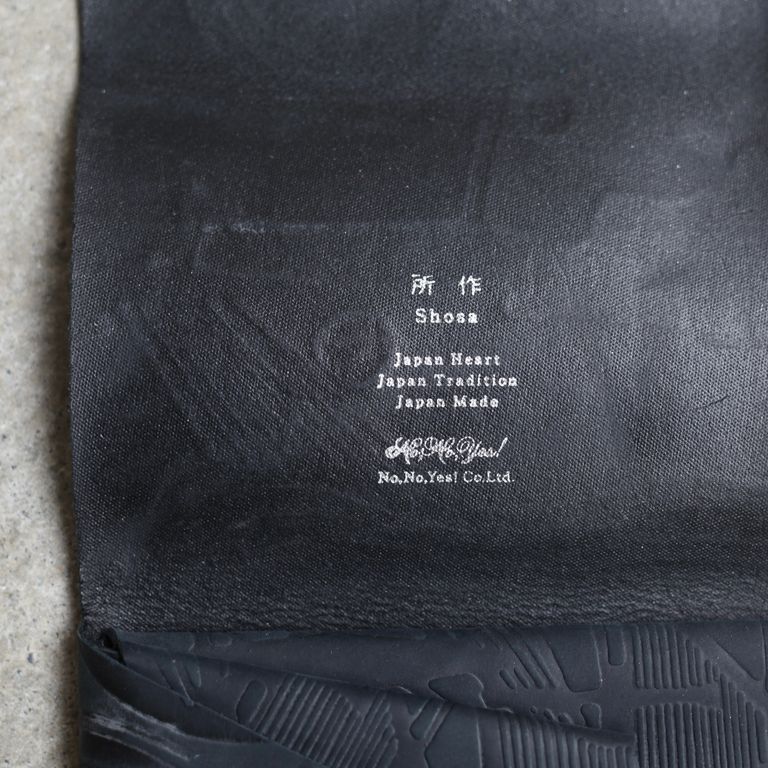 所作
Shosa
Japan Heart
Japan Tradition
Japan Made
No,No,Yes!
No,No,Yes! Co.Ltd.